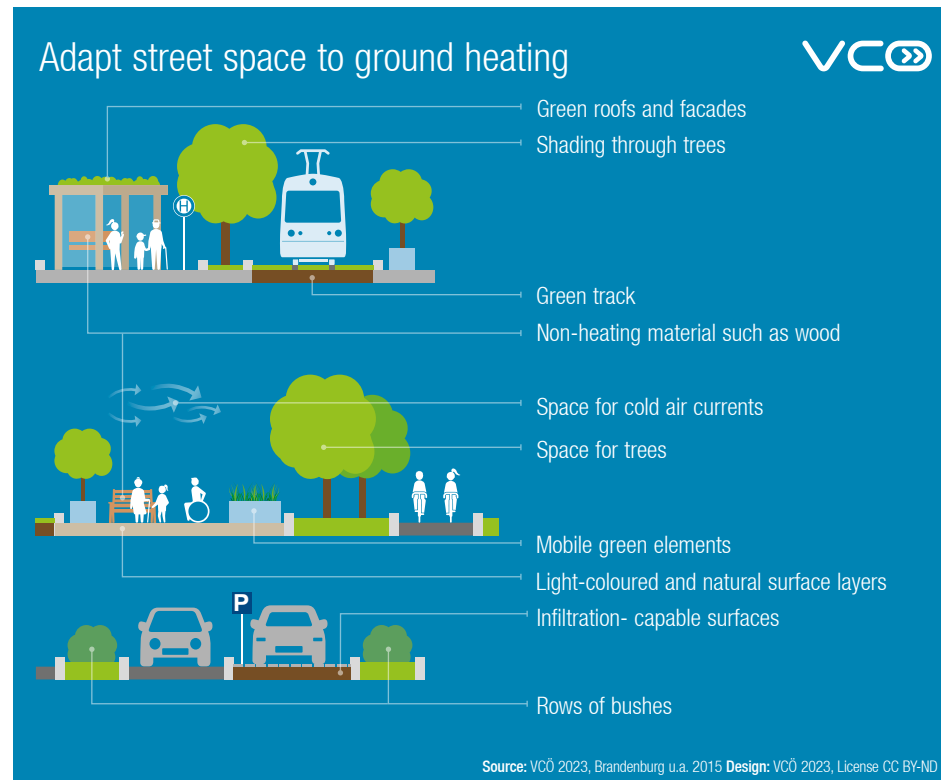 Adapt street space to ground heating
VCÖ
Green roofs and facades
Shading through trees
H
Green track
Non-heating material such as wood
Space for cold air currents
Space for trees
Mobile green elements
Light-coloured and natural surface layers
P
Infiltration- capable surfaces
Rows of bushes
Source: VCÖ 2023, Brandenburg u.a. 2015 Design: VCÖ 2023, License CC BY-ND